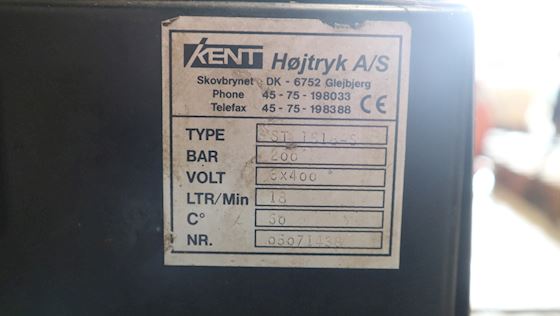 KENT Højtryk A/S
Skovbrynet DK - 6752 Glejbjerg
Phone 45 - 75 - 198033
Telefax 45 - 75 - 198388 CE
TYPE
BAR 200
VOLT 3x400
LTR/Min 18
C°
NR.